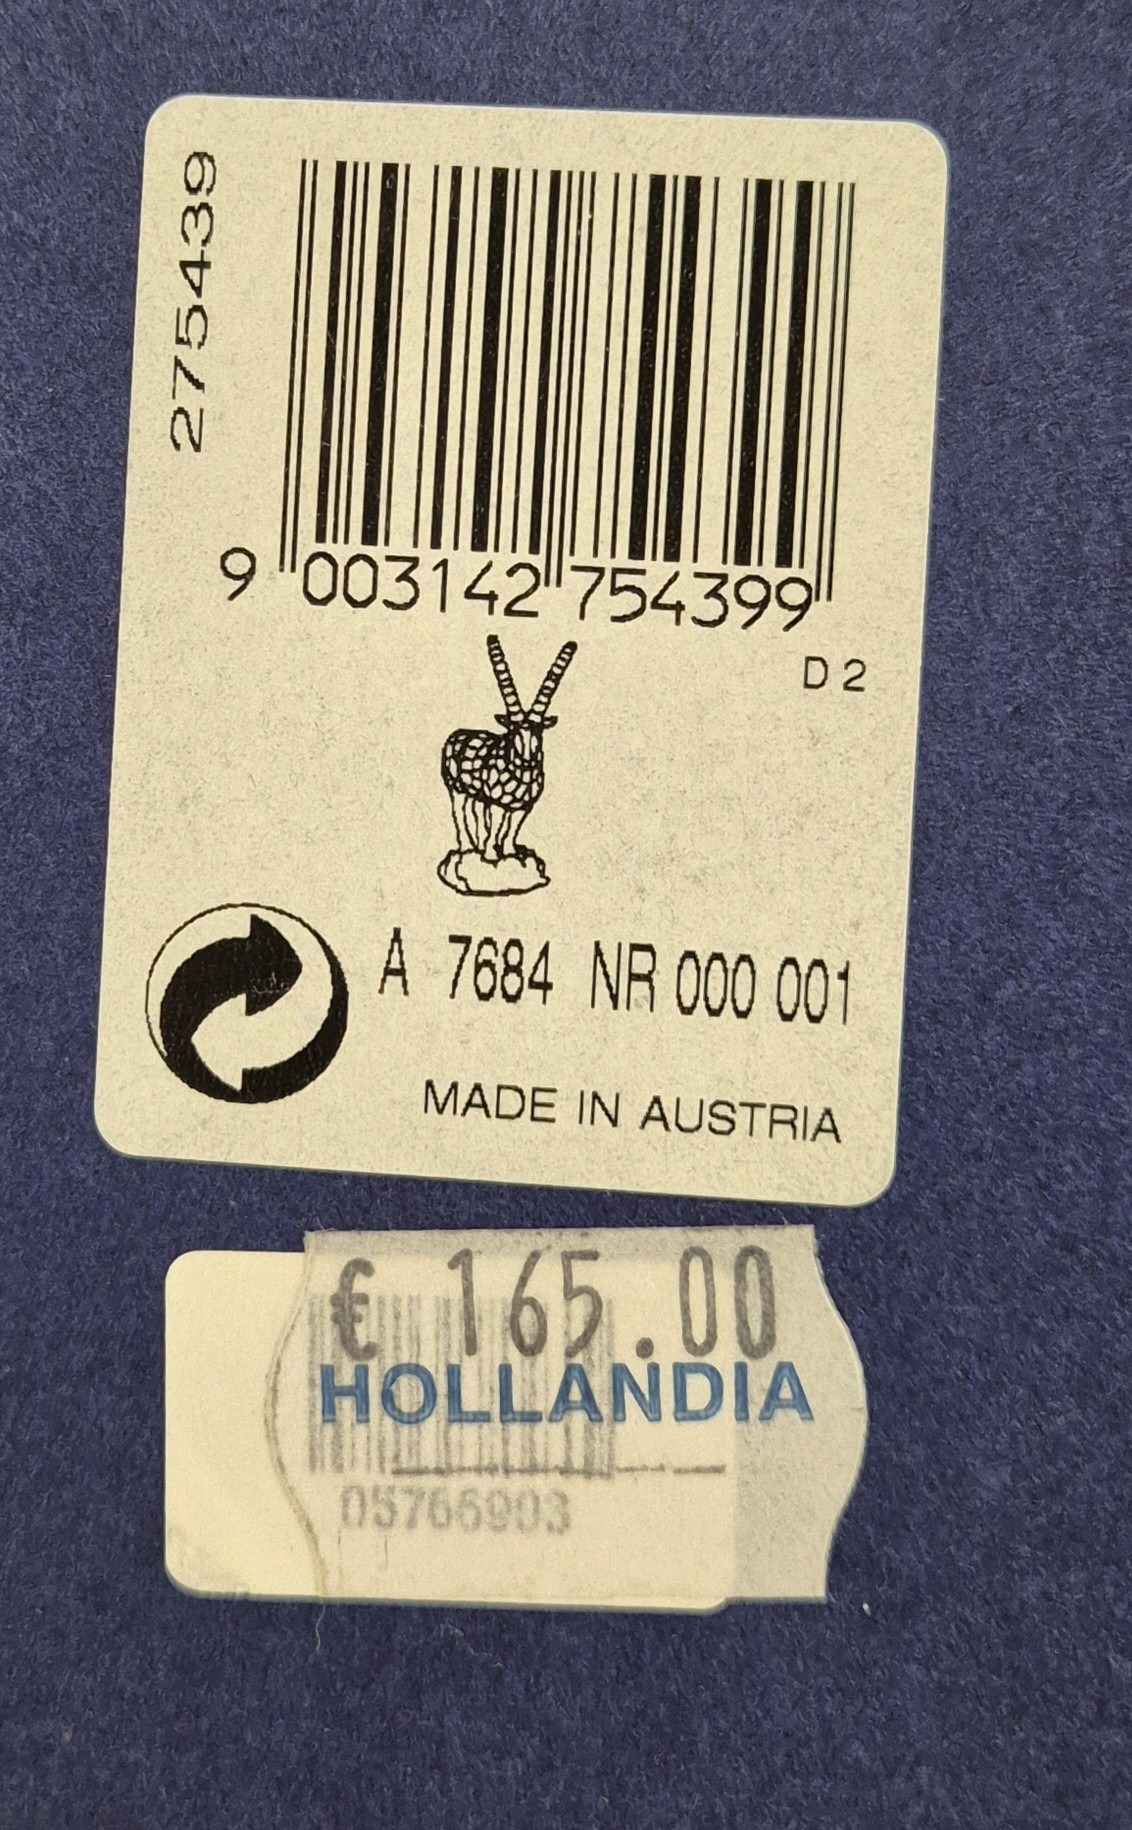 275439
9 003142 754399
D 2
A 7684 NR 000 001
MADE IN AUSTRIA
€ 165.00
HOLLANDIA
05766903